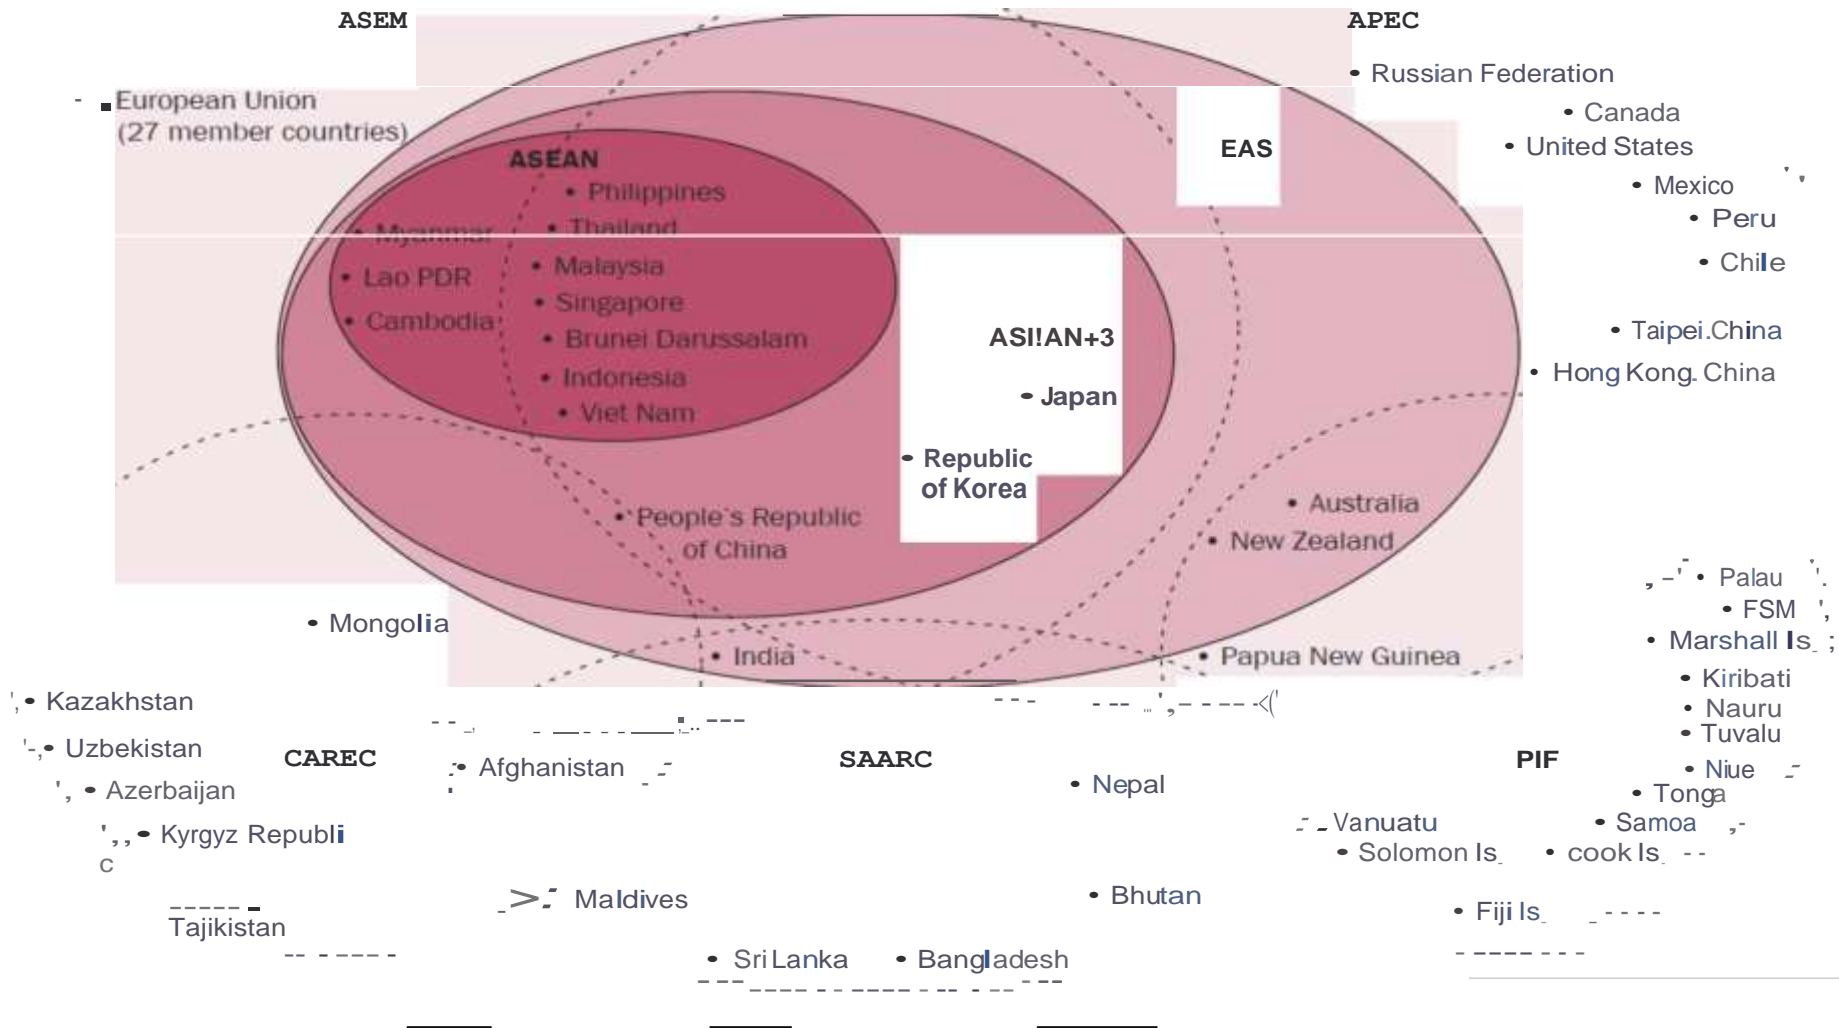 ASEM
APEC
• Russian Federation
European Union
(27 member countries)
• Canada
EAS
• United States
ASEAN
• Philippines
• Mexico
• Peru
• Myanmar
• Thailand
• Malaysia
• Chile
• Lao PDR
• Singapore
• Cambodia
• Brunei Darussalam
ASI!AN+3
• Taipei.China
• Indonesia
• Hong Kong. China
• Viet Nam
• Japan
• Republic
of Korea
• People's Republic
of China
• Australia
• New Zealand
• Palau
• FSM
• Mongolia
• Marshall Is.
• India
• Papua New Guinea
• Kiribati
• Kazakhstan
• Nauru
• Tuvalu
• Uzbekistan
CAREC
• Afghanistan
SAARC
PIF
• Niue
• Nepal
• Azerbaijan
• Tonga
• Kyrgyz Republi
c
Vanuatu
• Samoa
• Solomon Is.
• cook Is.
Maldives
• Bhutan
• Fiji Is.
Tajikistan
• Sri Lanka
• Bangladesh